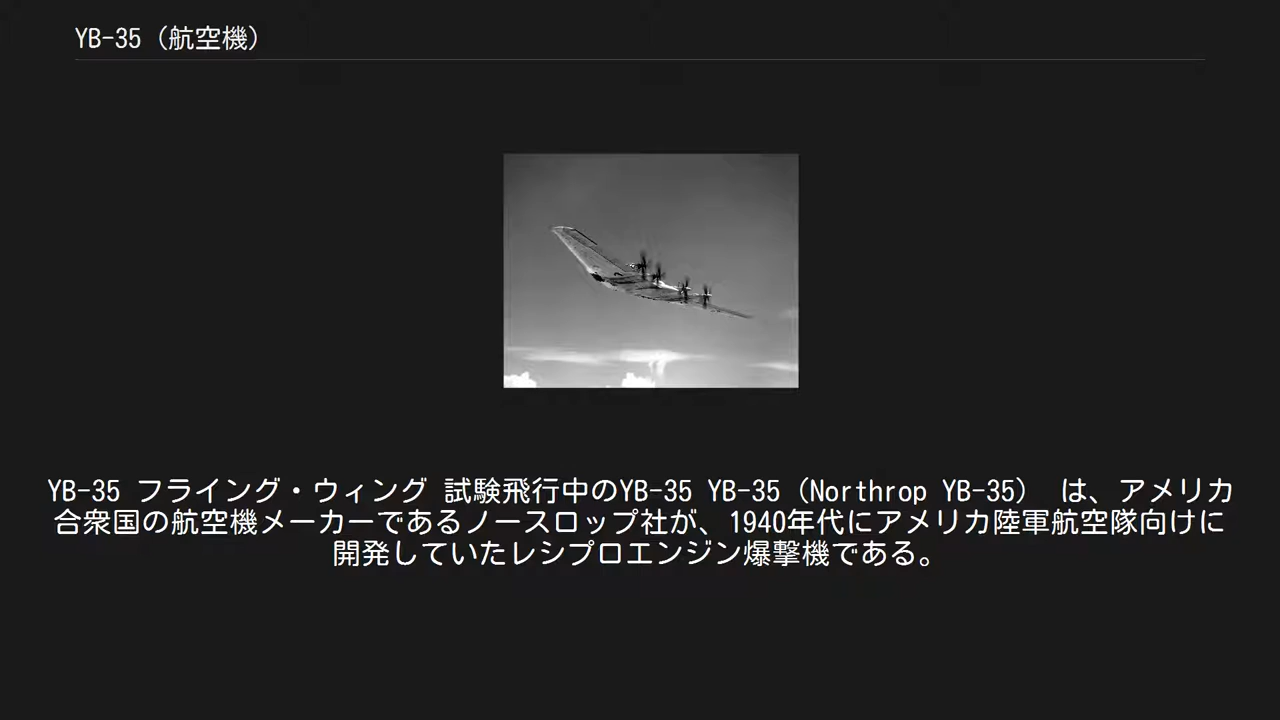 YB-35（航空機）
YB-35 フライング・ウィング 試験飛行中のYB-35 YB-35（Northrop YB-35） は、アメリカ
合衆国の航空機メーカーであるノースロップ社が、1940年代にアメリカ陸軍航空隊向けに
開発していたレシプロエンジン爆撃機である。